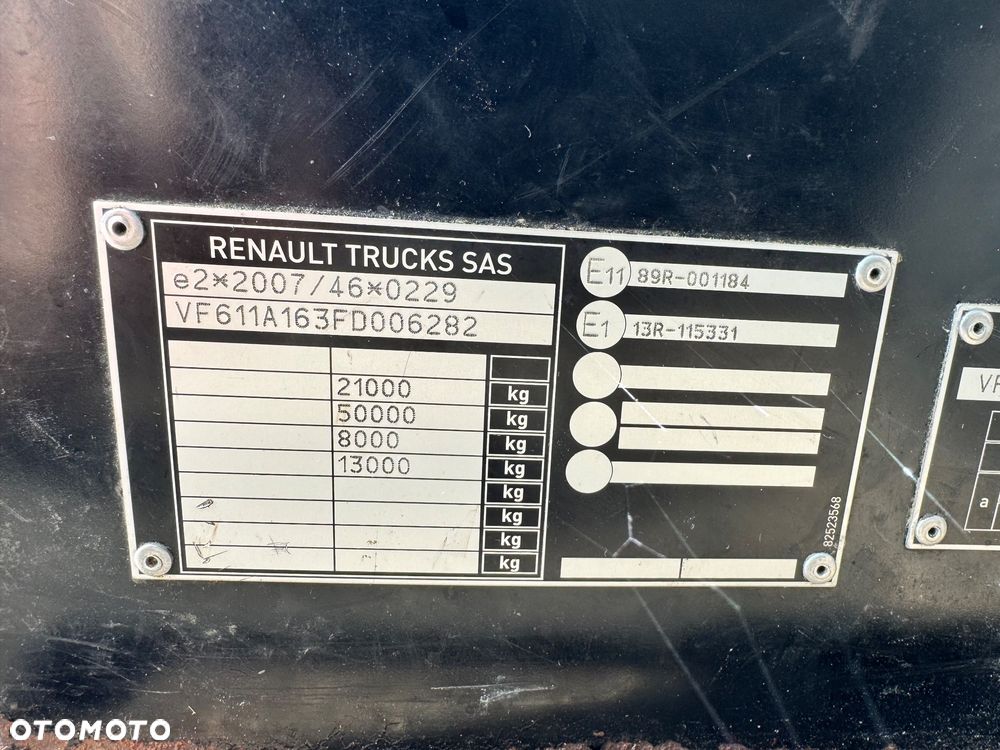 RENAULT TRUCKS SAS
e2*2007/46*0229
VF611A163FD006282
21000 kg
50000 kg
8000 kg
13000 kg
kg
kg
kg
kg
E11 89R-001184
E1 13R-115331
82523568
VF
a
OTOMOTO